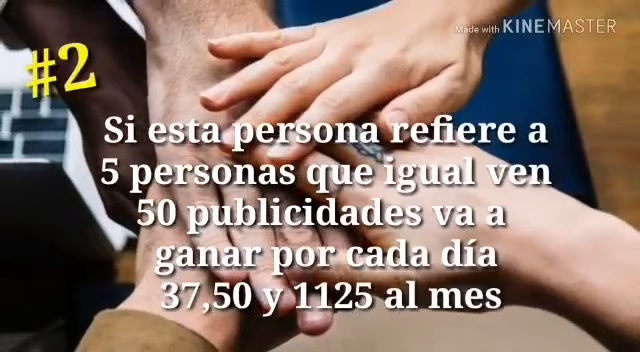 Made with KINEMASTER
#2
Si esta persona refiere a
5 personas que igual ven
50 publicidades va a
ganar por cada día
37,50 y 1125 al mes